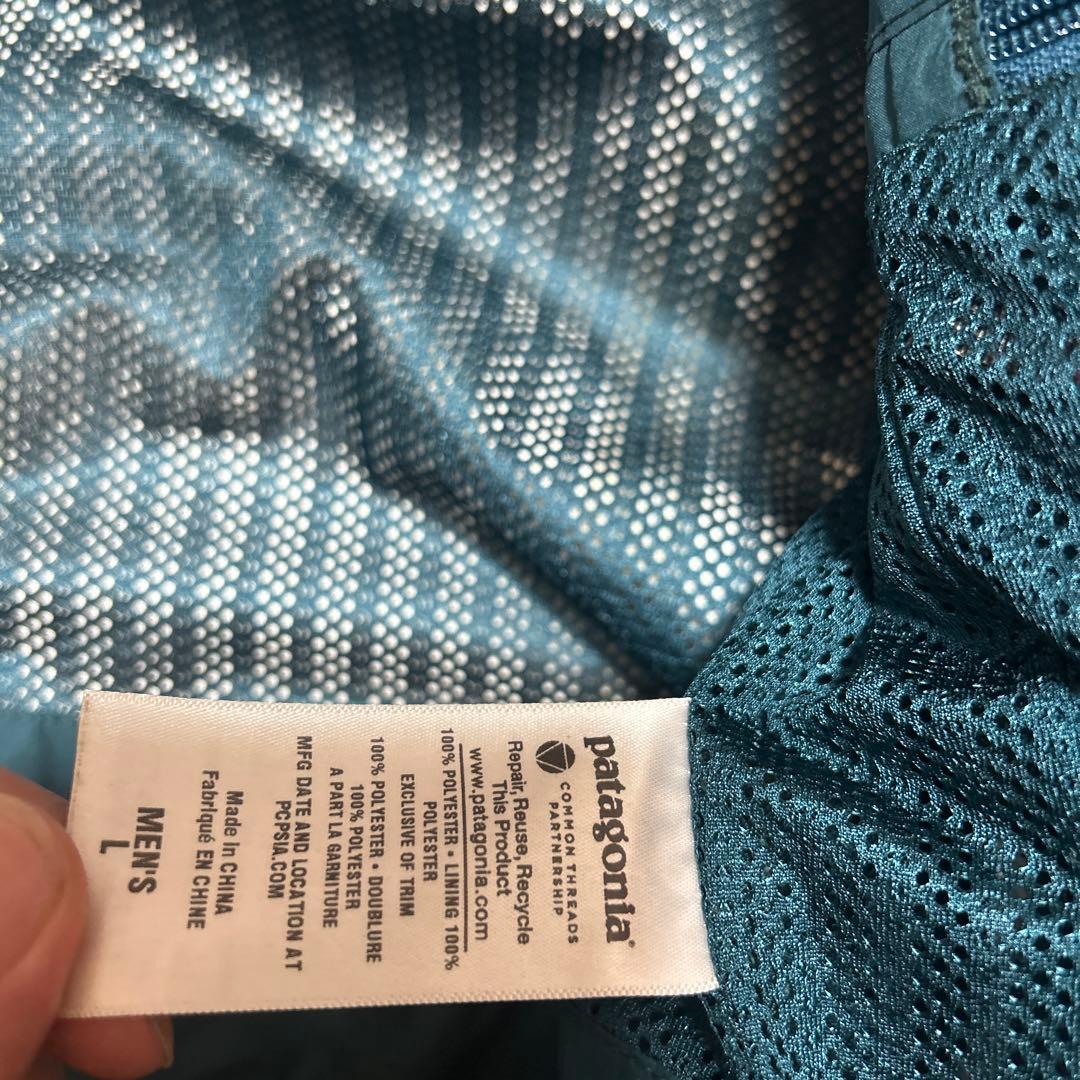 patagonia®
COMMON THREADS
PARTNERSHIP
Repair, Reuse, Recycle
This Product
www.patagonia.com
100% POLYESTER • LINING 100%
POLYESTER
EXCLUSIVE OF TRIM
100% POLYESTER • DOUBLURE
100% POLYESTER
A PART LA GARNITURE
MFG DATE AND LOCATION AT
PCPSIA.COM
Made in CHINA
Fabriqué EN CHINE
MEN'S
L